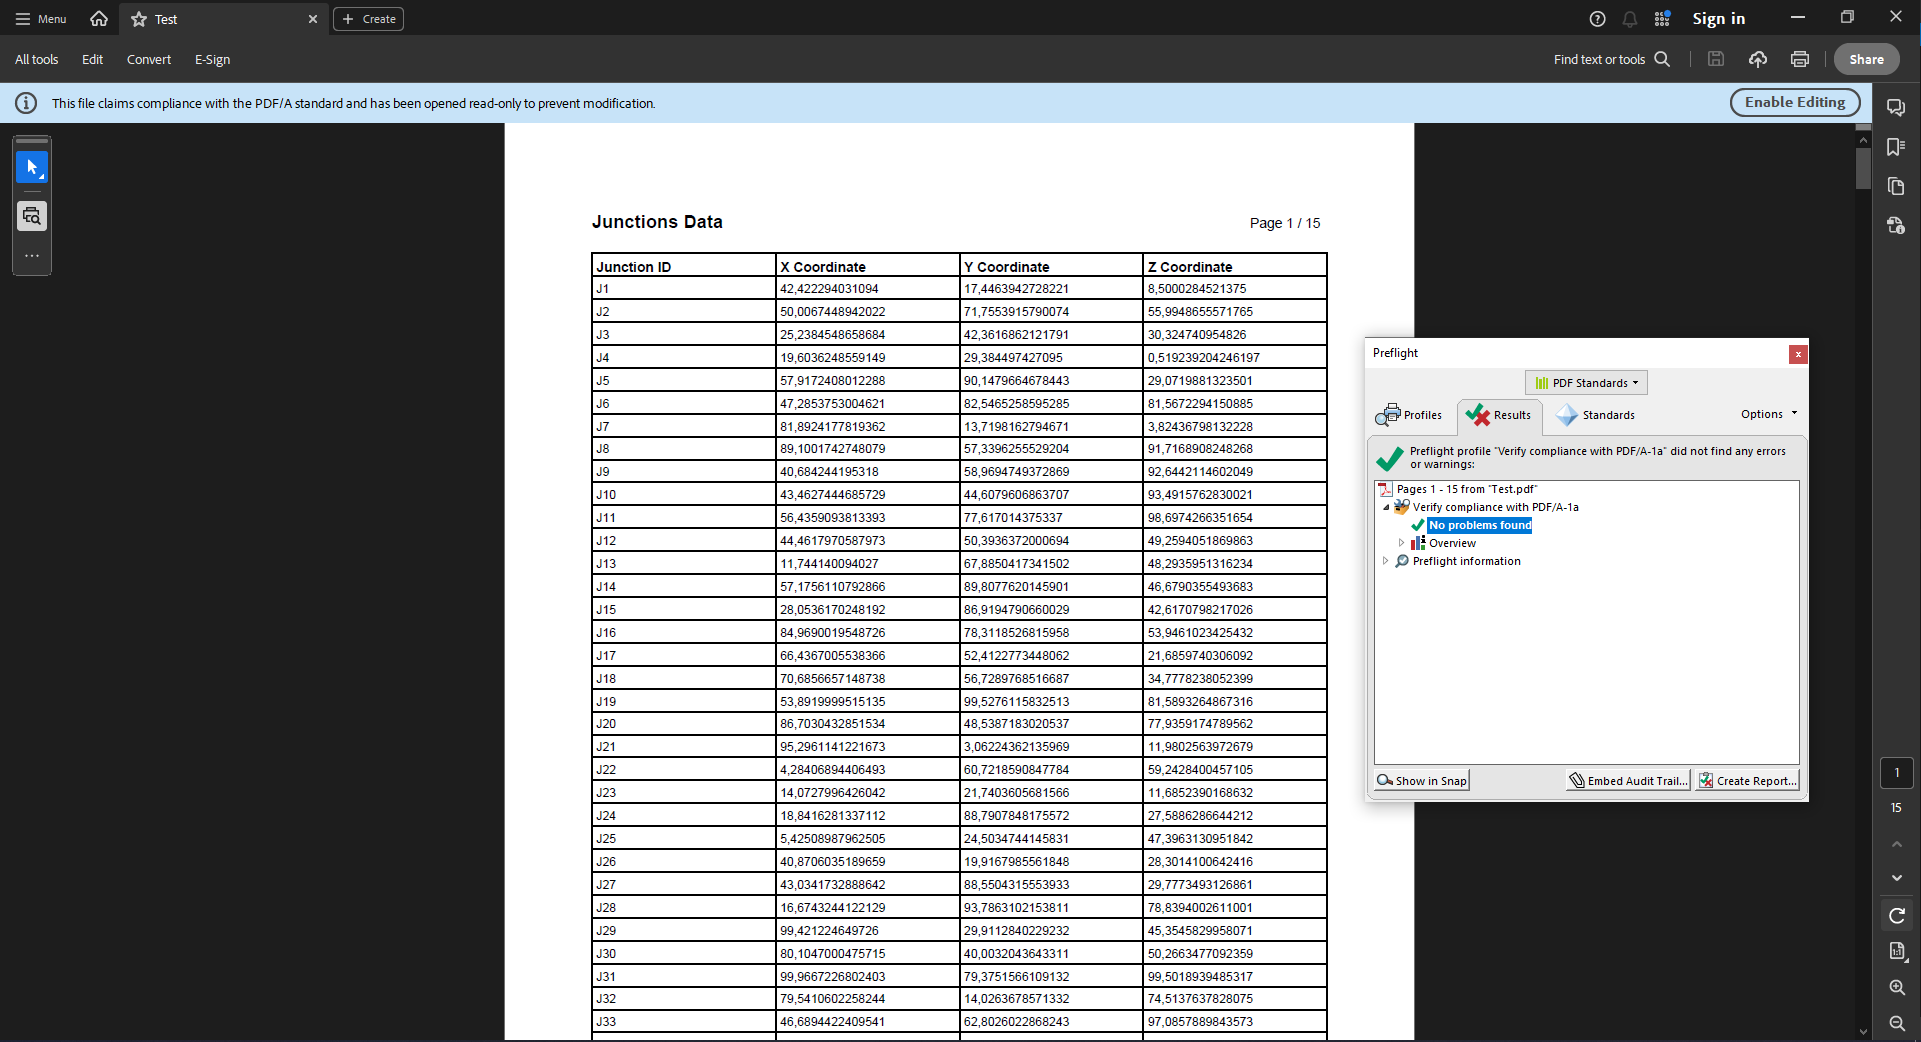 Menu
Test
Create
Sign in
All tools
Edit
Convert
E-Sign
Find text or tools
Share
This file claims compliance with the PDF/A standard and has been opened read-only to prevent modification.
Enable Editing
Junctions Data
Page 1 / 15
Junction ID X Coordinate Y Coordinate Z Coordinate
J1 42,422294031094 17,4463942728221 8,5000284521375
J2 50,0067448942022 71,7553915790074 55,9948655571765
J3 25,2384548658684 42,3616862121791 30,324740954826
J4 19,6036248559149 29,384497427095 0,519239204246197
J5 57,9172408012288 90,1479664678443 29,0719881323501
J6 47,2853753004621 82,5465258595285 81,5672294150885
J7 81,8924177819362 13,7198162794671 3,82436798132228
J8 89,1001742748079 57,3396255529204 91,7168908248268
J9 40,684244195318 58,9694749372869 92,6442114602049
J10 43,4627444685729 44,6079606863707 93,4915762830021
J11 56,4359093813393 77,617014375337 98,6974266351654
J12 44,4617970587973 50,3936372000694 49,2594051869863
J13 11,744140094027 67,8850417341502 48,2935951316234
J14 57,1756110792866 89,8077620145901 46,6790355493683
J15 28,0536170248192 86,9194790660029 42,6170798217026
J16 84,9690019548726 78,3118526815958 53,9461023425432
J17 66,4367005538366 52,4122773448062 21,6859740306092
J18 70,6856657148738 56,7289768516687 34,7778238052399
J19 53,8919999515135 99,5276115832513 81,5893264867316
J20 86,7030432851534 48,5387183020537 77,9359174789562
J21 95,2961141221673 3,06224362135969 11,9802563972679
J22 4,28406894406493 60,7218590847784 59,2428400457105
J23 14,0727996426042 21,7403605681566 11,6852390168632
J24 18,8416281337112 88,7907848175572 27,5886286644212
J25 5,42508987962505 24,5034744145831 47,3963130951842
J26 40,8706035189659 19,9167985561848 28,3014100642416
J27 43,0341732888642 88,5504315553933 29,7773493126861
J28 16,6743244122129 93,7863102153811 78,8394002611001
J29 99,421224649726 29,9112840229232 45,3545829958071
J30 80,1047000475715 40,0032043643311 50,2663477092359
J31 99,9667226802403 79,3751566109132 99,5018939485317
J32 79,5410602258244 14,0263678571332 74,5137637828075
J33 46,6894422409541 62,8026022868243 97,0857889843573
Preflight
PDF Standards
Profiles
Results
Standards
Options
Preflight profile "Verify compliance with PDF/A-1a" did not find any errors
or warnings:
Pages 1 - 15 from "Test.pdf"
Verify compliance with PDF/A-1a
No problems found
Overview
Preflight information
Show in Snap
Embed Audit Trail...
Create Report...
1
15
1:1